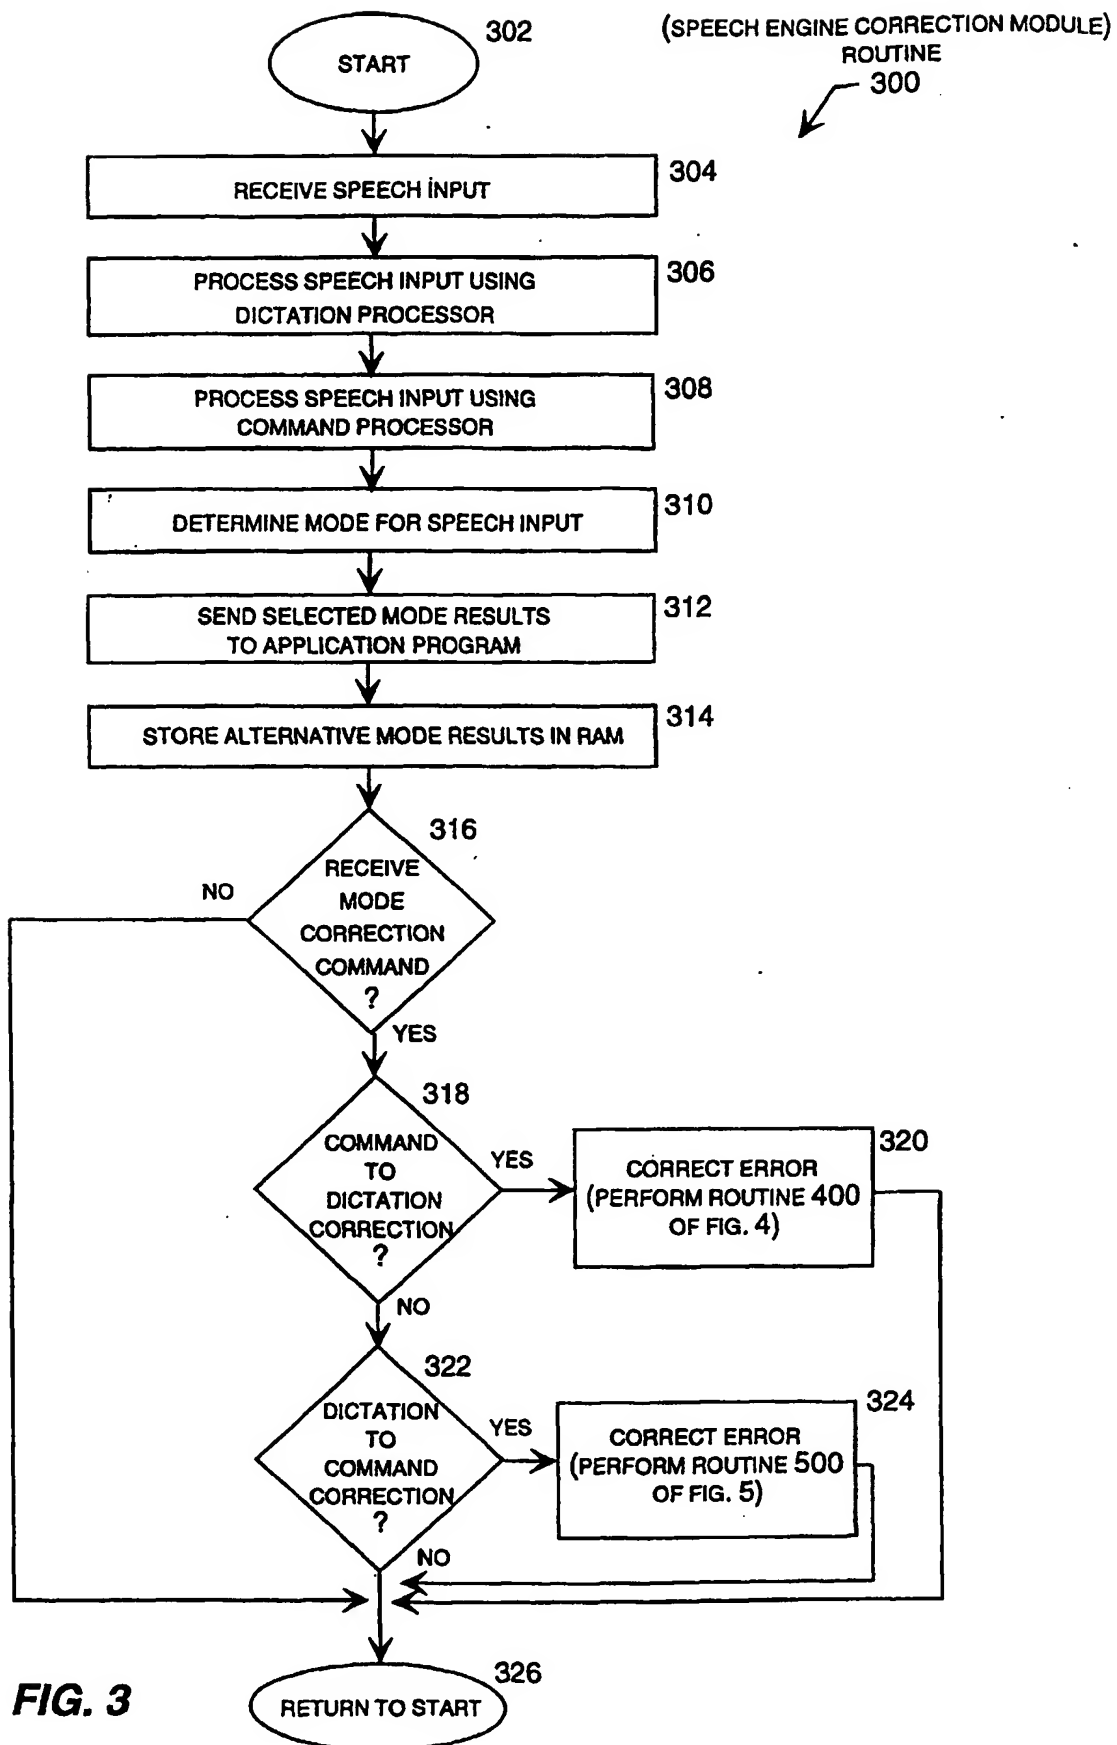 (SPEECH ENGINE CORRECTION MODULE)
ROUTINE
300
302
START
304
RECEIVE SPEECH INPUT
306
PROCESS SPEECH INPUT USING
DICTATION PROCESSOR
308
PROCESS SPEECH INPUT USING
COMMAND PROCESSOR
310
DETERMINE MODE FOR SPEECH INPUT
312
SEND SELECTED MODE RESULTS
TO APPLICATION PROGRAM
314
STORE ALTERNATIVE MODE RESULTS IN RAM
316
RECEIVE
MODE
CORRECTION
COMMAND
?
NO
YES
318
COMMAND
TO
DICTATION
CORRECTION
?
YES
320
CORRECT ERROR
(PERFORM ROUTINE 400
OF FIG. 4)
NO
322
DICTATION
TO
COMMAND
CORRECTION
?
YES
324
CORRECT ERROR
(PERFORM ROUTINE 500
OF FIG. 5)
NO
326
RETURN TO START
FIG. 3